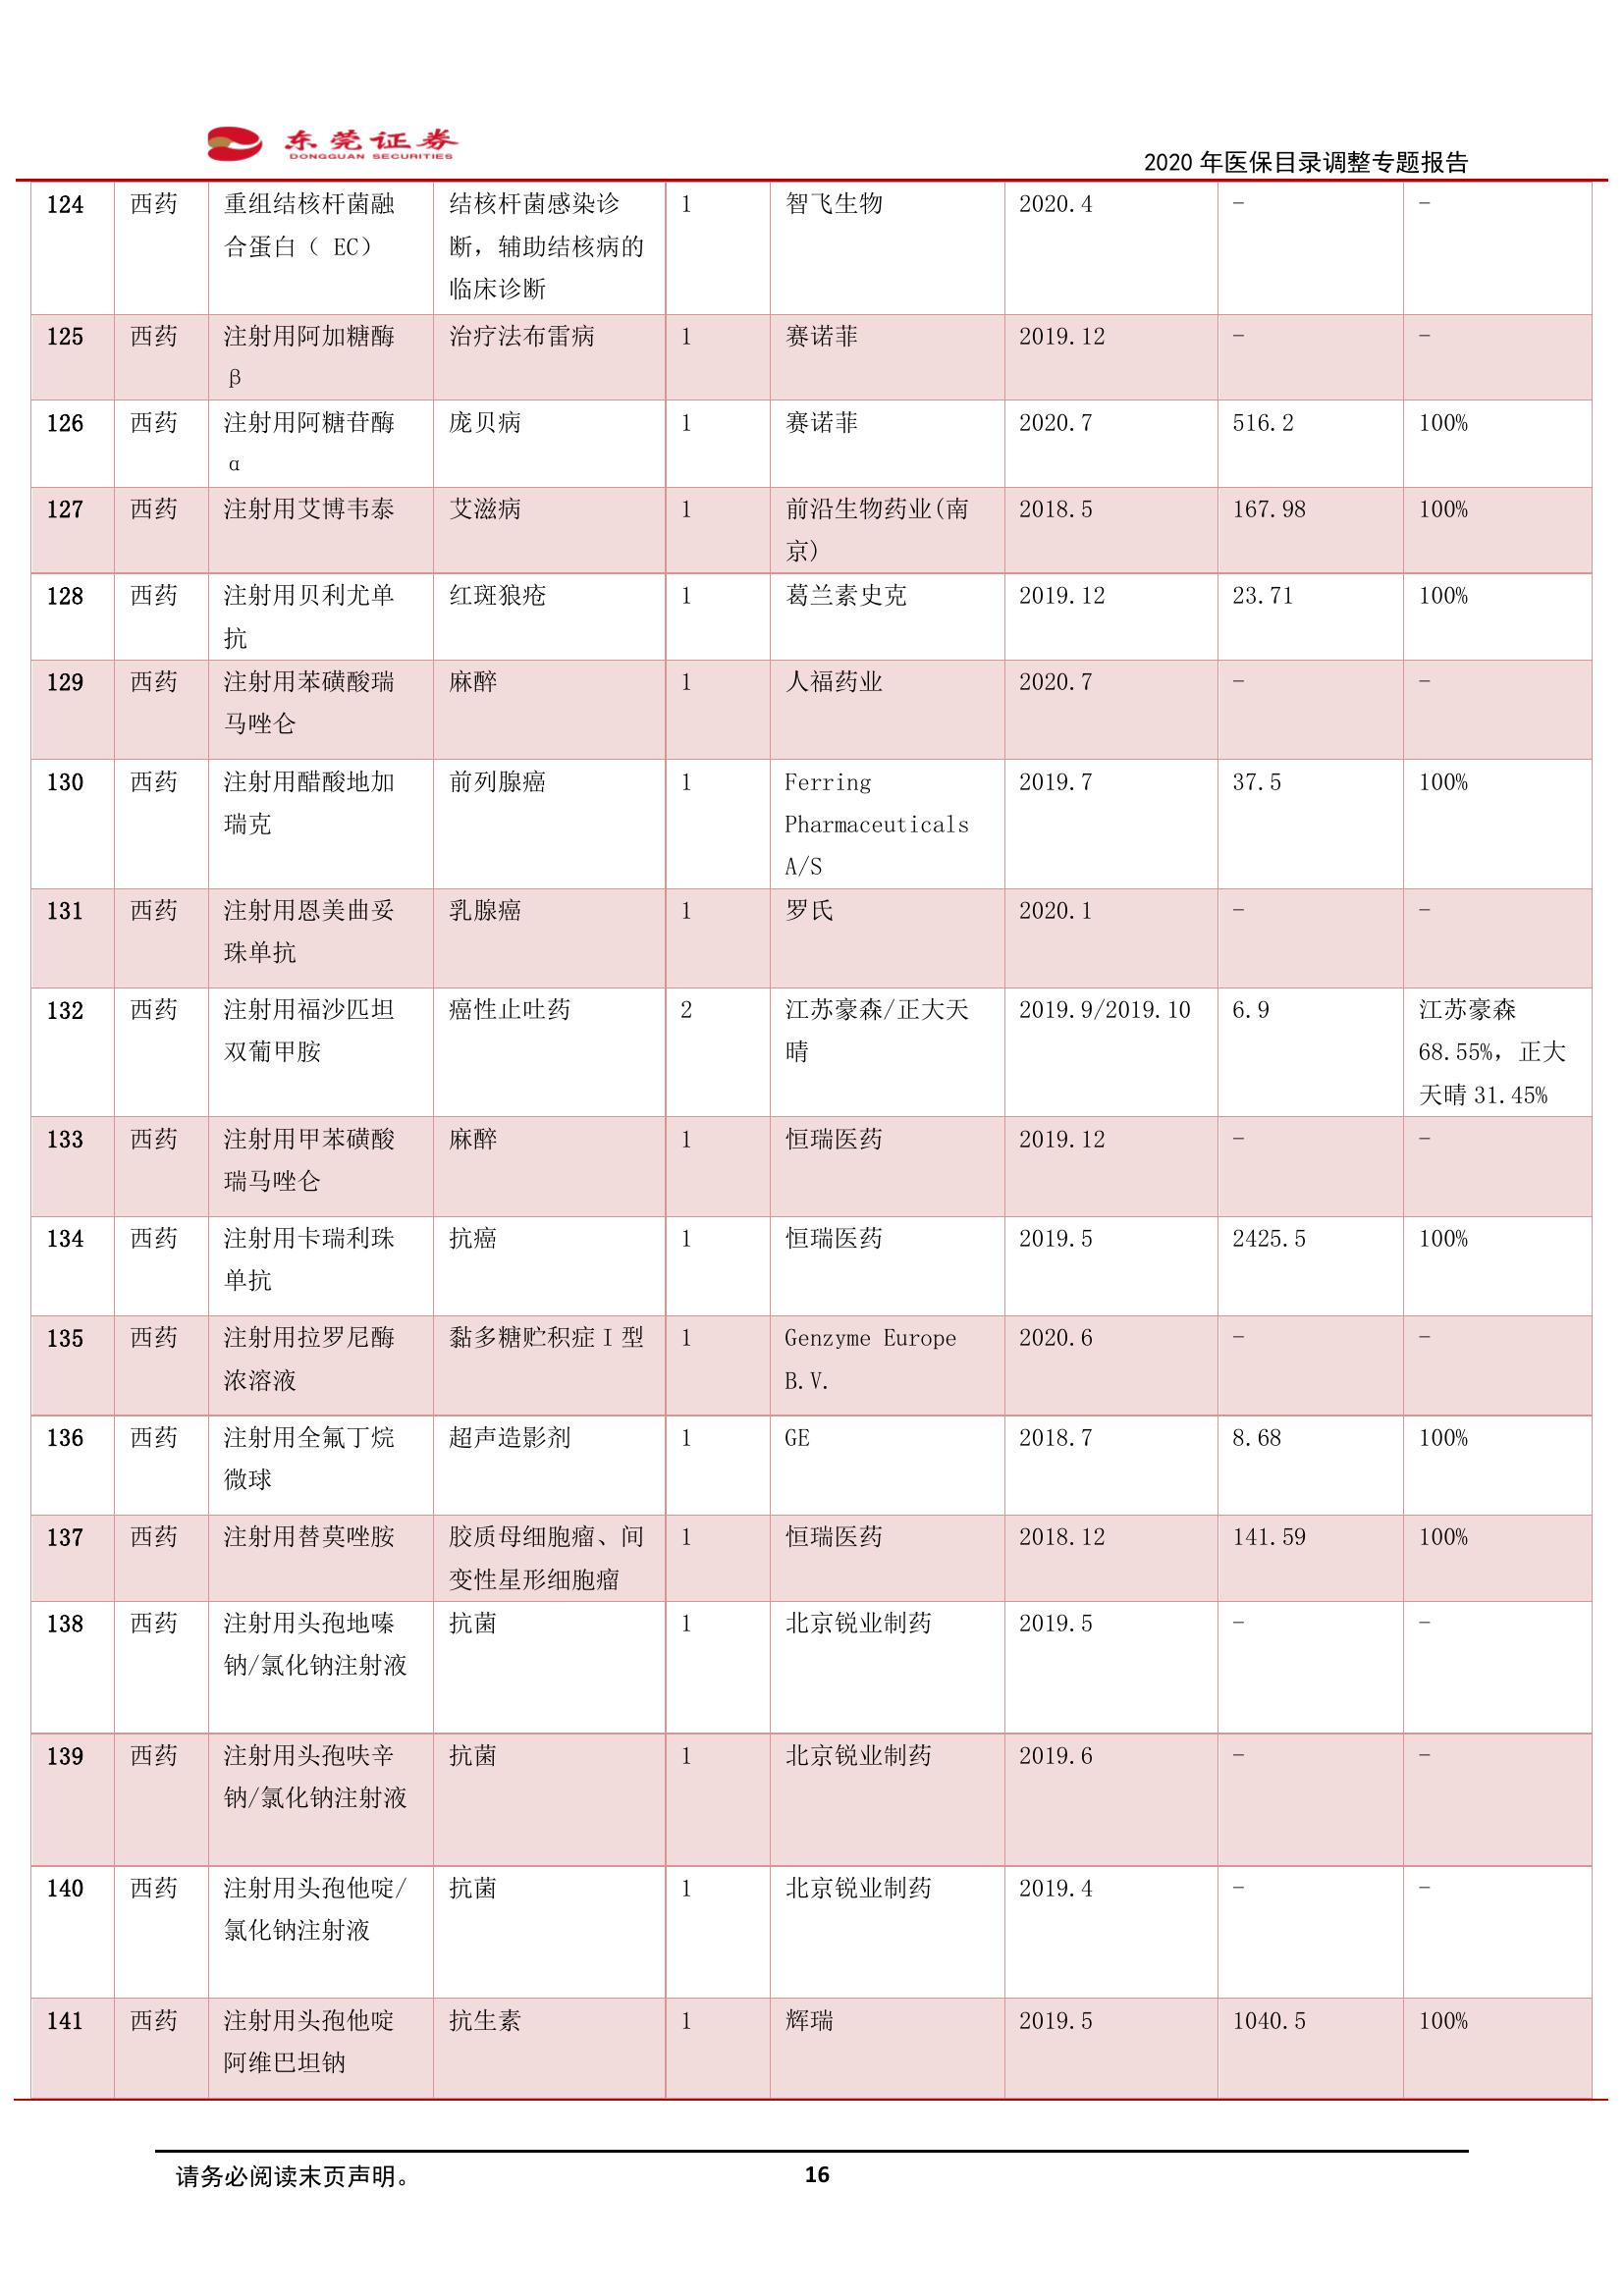 东莞证券
DONGGUAN SECURITIES
2020 年医保目录调整专题报告
124 西药 重组结核杆菌融 结核杆菌感染诊 1 智飞生物 2020.4 - -
合蛋白（ EC） 断，辅助结核病的
临床诊断
125 西药 注射用阿加糖酶 治疗法布雷病 1 赛诺菲 2019.12 - -
β
126 西药 注射用阿糖苷酶 庞贝病 1 赛诺菲 2020.7 516.2 100%
α
127 西药 注射用艾博韦泰 艾滋病 1 前沿生物药业(南 2018.5 167.98 100%
京)
128 西药 注射用贝利尤单 红斑狼疮 1 葛兰素史克 2019.12 23.71 100%
抗
129 西药 注射用苯磺酸瑞 麻醉 1 人福药业 2020.7 - -
马唑仑
130 西药 注射用醋酸地加 前列腺癌 1 Ferring 2019.7 37.5 100%
瑞克 Pharmaceuticals
A/S
131 西药 注射用恩美曲妥 乳腺癌 1 罗氏 2020.1 - -
珠单抗
132 西药 注射用福沙匹坦 癌性止吐药 2 江苏豪森/正大天 2019.9/2019.10 6.9 江苏豪森
双葡甲胺 晴 68.55%，正大
天晴 31.45%
133 西药 注射用甲苯磺酸 麻醉 1 恒瑞医药 2019.12 - -
瑞马唑仑
134 西药 注射用卡瑞利珠 抗癌 1 恒瑞医药 2019.5 2425.5 100%
单抗
135 西药 注射用拉罗尼酶 黏多糖贮积症Ⅰ型 1 Genzyme Europe 2020.6 - -
浓溶液 B.V.
136 西药 注射用全氟丁烷 超声造影剂 1 GE 2018.7 8.68 100%
微球
137 西药 注射用替莫唑胺 胶质母细胞瘤、间 1 恒瑞医药 2018.12 141.59 100%
变性星形细胞瘤
138 西药 注射用头孢地嗪 抗菌 1 北京锐业制药 2019.5 - -
钠/氯化钠注射液
139 西药 注射用头孢呋辛 抗菌 1 北京锐业制药 2019.6 - -
钠/氯化钠注射液
140 西药 注射用头孢他啶/ 抗菌 1 北京锐业制药 2019.4 - -
氯化钠注射液
141 西药 注射用头孢他啶 抗生素 1 辉瑞 2019.5 1040.5 100%
阿维巴坦钠
请务必阅读末页声明。 16